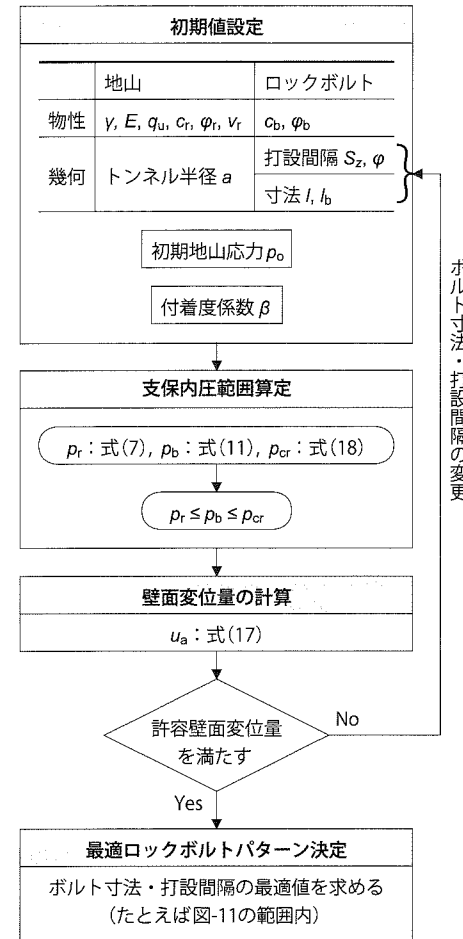 初期値設定
地山 ロックボルト
物性 γ, E, qu, cr, φr, νr cb, φb
幾何 トンネル半径 a 打設間隔 Sz, φ
寸法 l, lb
初期地山応力 po
付着度係数 β
ボルト寸法・打設間隔の変更
支保内圧範囲算定
pr：式(7), pb：式(11), pcr：式(18)
pr ≤ pb ≤ pcr
壁面変位量の計算
ua：式(17)
許容壁面変位量
を満たす
No
Yes
最適ロックボルトパターン決定
ボルト寸法・打設間隔の最適値を求める
（たとえば図-11の範囲内）